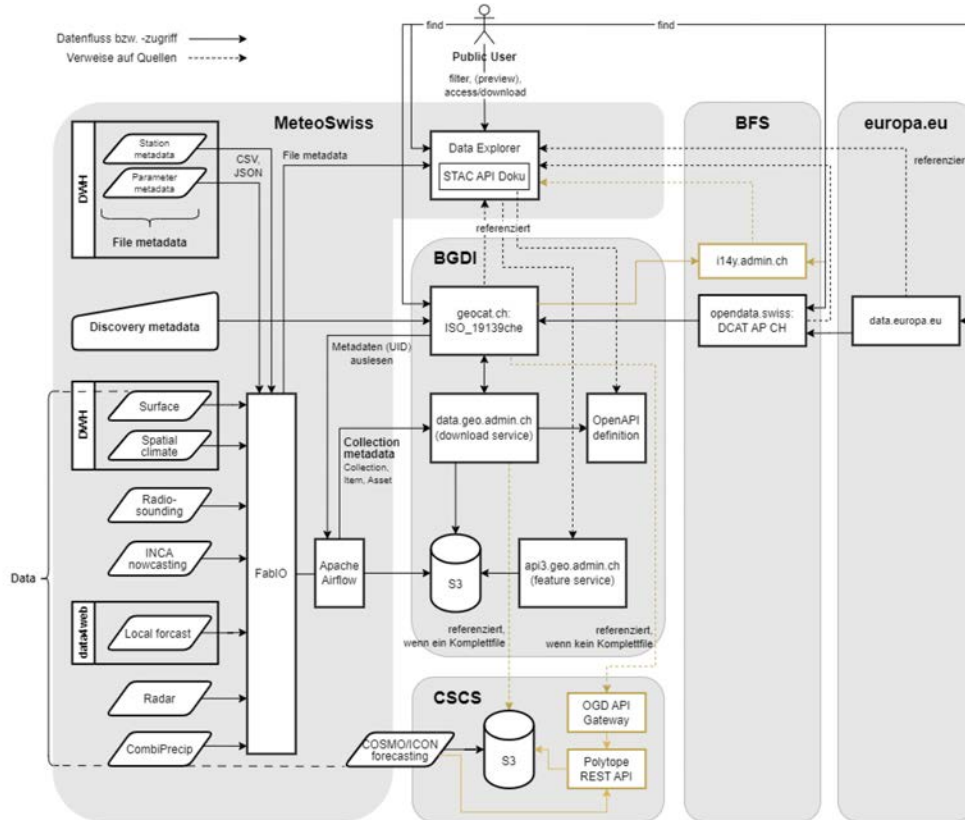 find
find
Datenfluss bzw. -zugriff
Verweise auf Quellen
Public User
filter, (preview),
access/download
MeteoSwiss
BFS
europa.eu
DWH
Station
metadata
Parameter
metadata
File metadata
CSV,
JSON
File metadata
Data Explorer
STAC API Doku
referenziert
referenziert
BGDI
i14y.admin.ch
Discovery metadata
geocat.ch:
ISO_19139che
opendata.swiss:
DCAT AP CH
data.europa.eu
Metadaten (UID)
auslesen
DWH
Surface
Spatial
climate
Collection
metadata
Collection,
Item, Asset
data.geo.admin.ch
(download service)
OpenAPI
definition
Radio-
sounding
INCA
nowcasting
Data
FabIO
Apache
Airflow
S3
api3.geo.admin.ch
(feature service)
data4web
Local forcast
referenziert,
wenn ein Komplettfile
referenziert,
wenn kein Komplettfile
Radar
CombiPrecip
CSCS
COSMO/ICON
forecasting
S3
OGD API
Gateway
Polytope
REST API